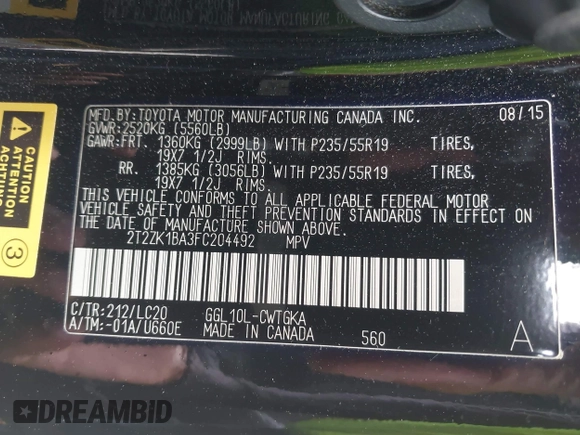 MFD.BY:TOYOTA MOTOR MANUFACTURING CANADA INC. 08/15
GVWR:2520KG (5560LB)
GAWR:FRT. 1360KG (2999LB) WITH P235/55R19 TIRES,
19X7 1/2J RIMS.
RR. 1385KG (3056LB) WITH P235/55R19 TIRES,
19X7 1/2J RIMS.
THIS VEHICLE CONFORMS TO ALL APPLICABLE FEDERAL MOTOR
VEHICLE SAFETY AND THEFT PREVENTION STANDARDS IN EFFECT ON
THE DATE OF MANUFACTURE SHOWN ABOVE.
2T2ZK1BA3FC204492 MPV
C/TR:212/LC20 GGL10L-CWTGKA
A/TM:-01A/U660E MADE IN CANADA 560 A
CAUTION
ATTENTION
ACHTUNG
3
DREAMBID